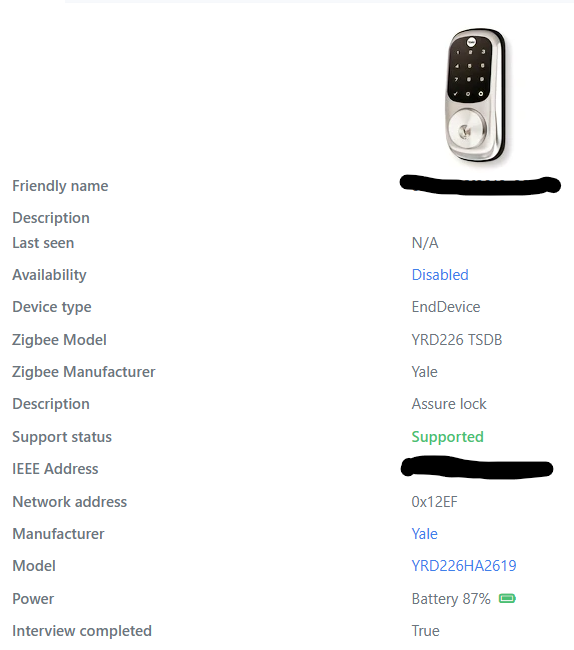 Friendly name
Description
Last seen N/A
Availability Disabled
Device type EndDevice
Zigbee Model YRD226 TSDB
Zigbee Manufacturer Yale
Description Assure lock
Support status Supported
IEEE Address
Network address 0x12EF
Manufacturer Yale
Model YRD226HA2619
Power Battery 87%
Interview completed True